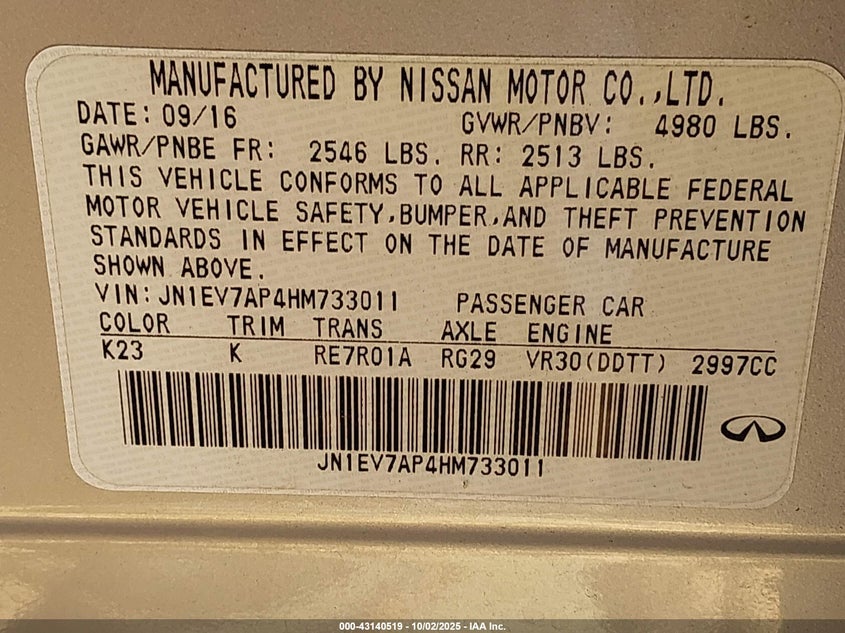 MANUFACTURED BY NISSAN MOTOR CO.,LTD.
DATE: 09/16 GVWR/PNBV: 4980 LBS.
GAWR/PNBE FR: 2546 LBS. RR: 2513 LBS.
THIS VEHICLE CONFORMS TO ALL APPLICABLE FEDERAL
MOTOR VEHICLE SAFETY,BUMPER,AND THEFT PREVENTION
STANDARDS IN EFFECT ON THE DATE OF MANUFACTURE
SHOWN ABOVE.
VIN: JN1EV7AP4HM733011 PASSENGER CAR
COLOR TRIM TRANS AXLE ENGINE
K23 K RE7R01A RG29 VR30(DDTT) 2997CC
JN1EV7AP4HM733011
000-43140519 - 10/02/2025 - IAA Inc.